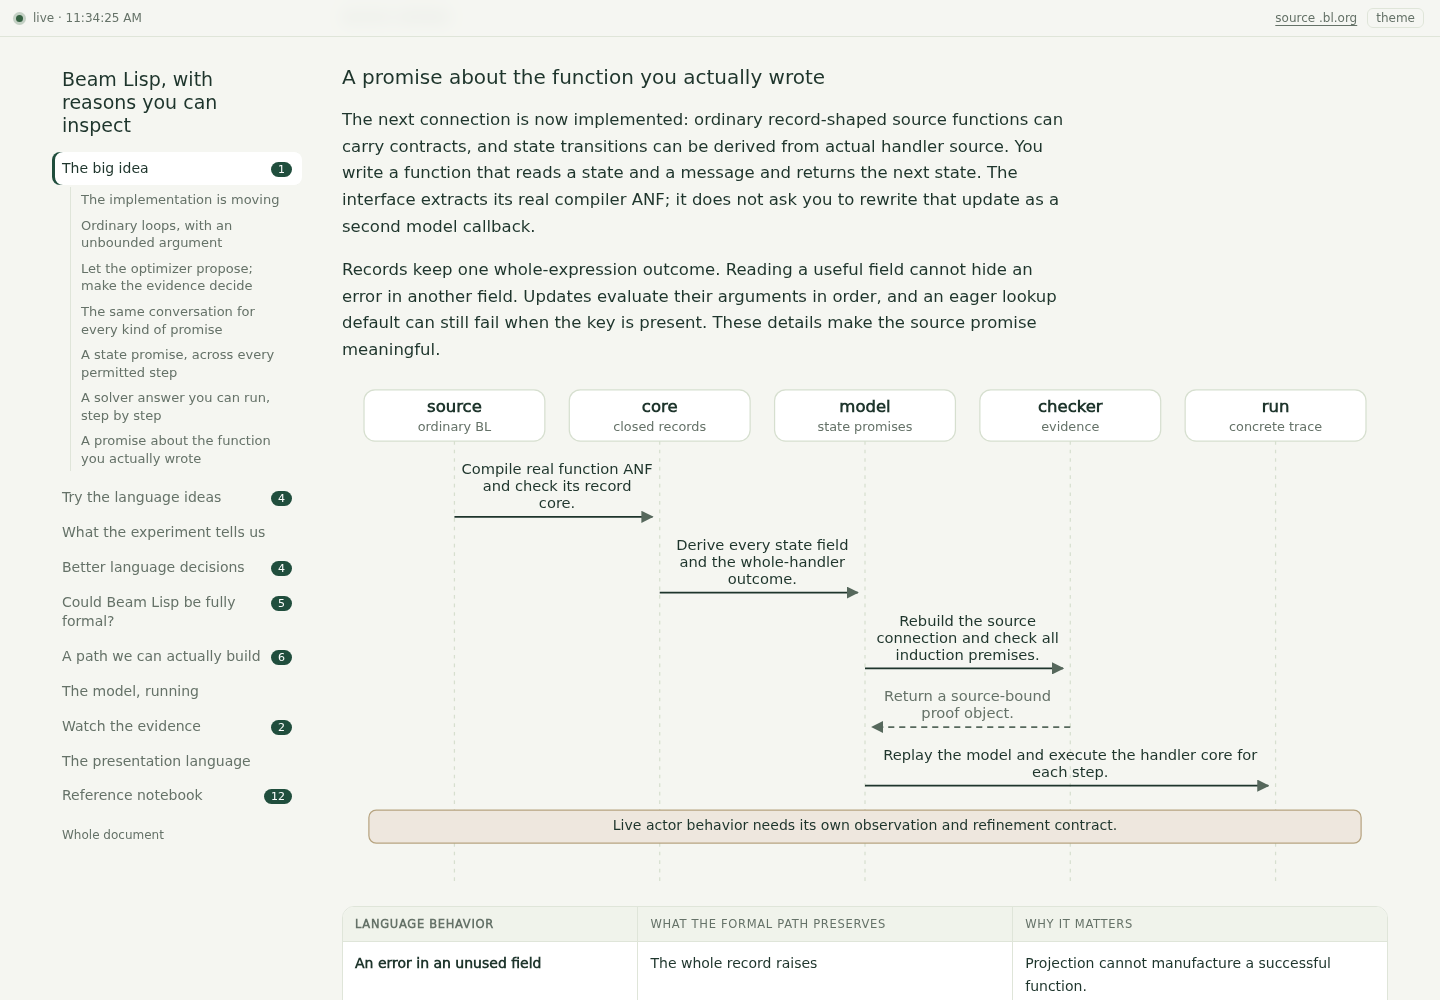 live · 11:34:25 AM
source .bl.org
theme
Beam Lisp, with
reasons you can
inspect
The big idea 1
The implementation is moving
Ordinary loops, with an
unbounded argument
Let the optimizer propose;
make the evidence decide
The same conversation for
every kind of promise
A state promise, across every
permitted step
A solver answer you can run,
step by step
A promise about the function
you actually wrote
Try the language ideas 4
What the experiment tells us
Better language decisions 4
Could Beam Lisp be fully 5
formal?
A path we can actually build 6
The model, running
Watch the evidence 2
The presentation language
Reference notebook 12
Whole document
A promise about the function you actually wrote
The next connection is now implemented: ordinary record-shaped source functions can
carry contracts, and state transitions can be derived from actual handler source. You
write a function that reads a state and a message and returns the next state. The
interface extracts its real compiler ANF; it does not ask you to rewrite that update as a
second model callback.
Records keep one whole-expression outcome. Reading a useful field cannot hide an
error in another field. Updates evaluate their arguments in order, and an eager lookup
default can still fail when the key is present. These details make the source promise
meaningful.
source
ordinary BL
core
closed records
model
state promises
checker
evidence
run
concrete trace
Compile real function ANF
and check its record
core.
Derive every state field
and the whole-handler
outcome.
Rebuild the source
connection and check all
induction premises.
Return a source-bound
proof object.
Replay the model and execute the handler core for
each step.
Live actor behavior needs its own observation and refinement contract.
LANGUAGE BEHAVIOR
WHAT THE FORMAL PATH PRESERVES
WHY IT MATTERS
An error in an unused field
The whole record raises
Projection cannot manufacture a successful
function.